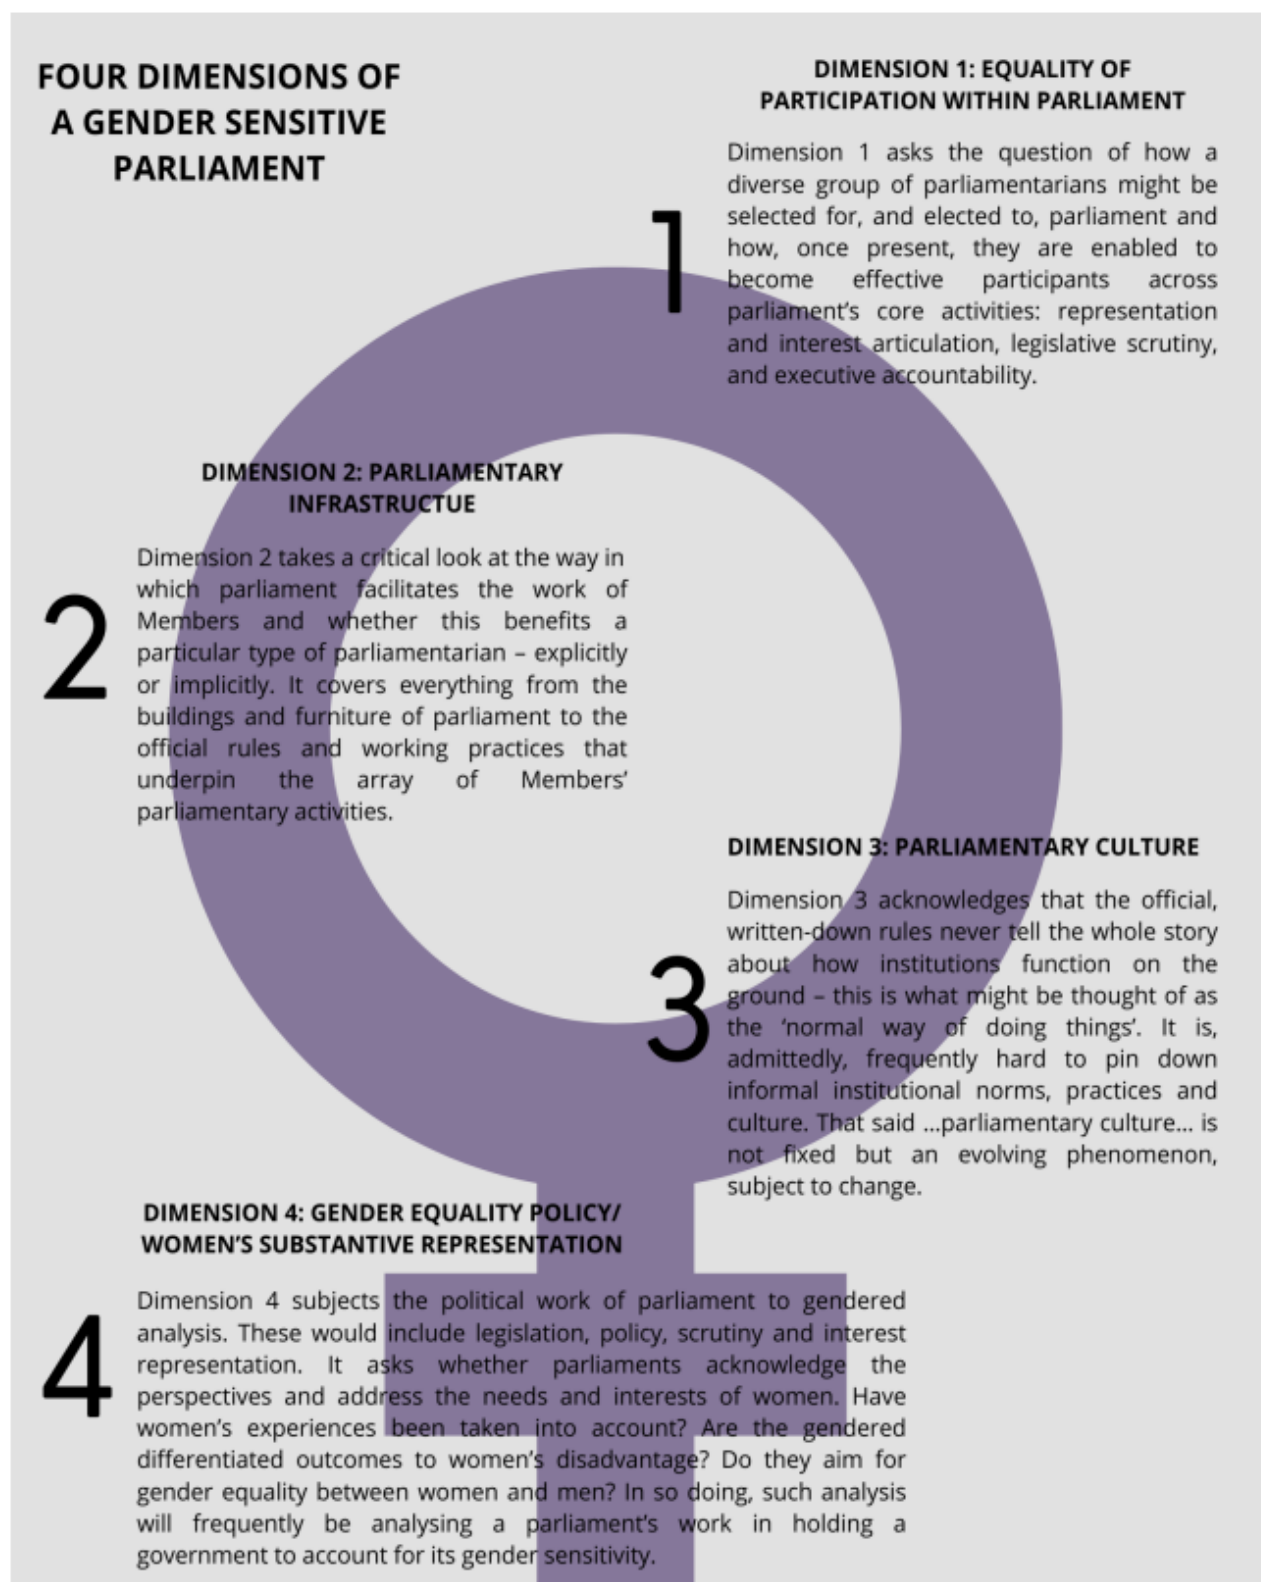 FOUR DIMENSIONS OF
A GENDER SENSITIVE
PARLIAMENT
DIMENSION 1: EQUALITY OF
PARTICIPATION WITHIN PARLIAMENT
1
Dimension 1 asks the question of how a
diverse group of parliamentarians might be
selected for, and elected to, parliament and
how, once present, they are enabled to
become effective participants across
parliament's core activities: representation
and interest articulation, legislative scrutiny,
and executive accountability.
DIMENSION 2: PARLIAMENTARY
INFRASTRUCTUE
2
Dimension 2 takes a critical look at the way in
which parliament facilitates the work of
Members and whether this benefits a
particular type of parliamentarian – explicitly
or implicitly. It covers everything from the
buildings and furniture of parliament to the
official rules and working practices that
underpin the array of Members'
parliamentary activities.
DIMENSION 3: PARLIAMENTARY CULTURE
3
Dimension 3 acknowledges that the official,
written-down rules never tell the whole story
about how institutions function on the
ground – this is what might be thought of as
the 'normal way of doing things'. It is,
admittedly, frequently hard to pin down
informal institutional norms, practices and
culture. That said ...parliamentary culture... is
not fixed but an evolving phenomenon,
subject to change.
DIMENSION 4: GENDER EQUALITY POLICY/
WOMEN'S SUBSTANTIVE REPRESENTATION
4
Dimension 4 subjects the political work of parliament to gendered
analysis. These would include legislation, policy, scrutiny and interest
representation. It asks whether parliaments acknowledge the
perspectives and address the needs and interests of women. Have
women's experiences been taken into account? Are the gendered
differentiated outcomes to women's disadvantage? Do they aim for
gender equality between women and men? In so doing, such analysis
will frequently be analysing a parliament's work in holding a
government to account for its gender sensitivity.